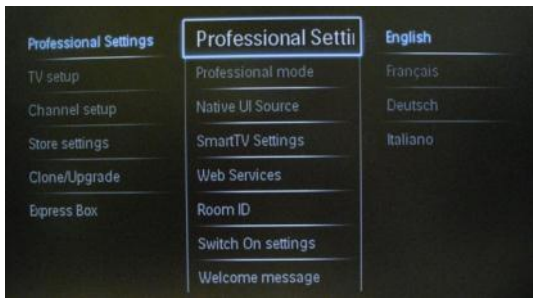 Professional Settings
TV setup
Channel setup
Store settings
Clone/Upgrade
Express Box
Professional Settin
Professional mode
Native UI Source
SmartTV Settings
Web Services
Room ID
Switch On settings
Welcome message
English
Français
Deutsch
Italiano